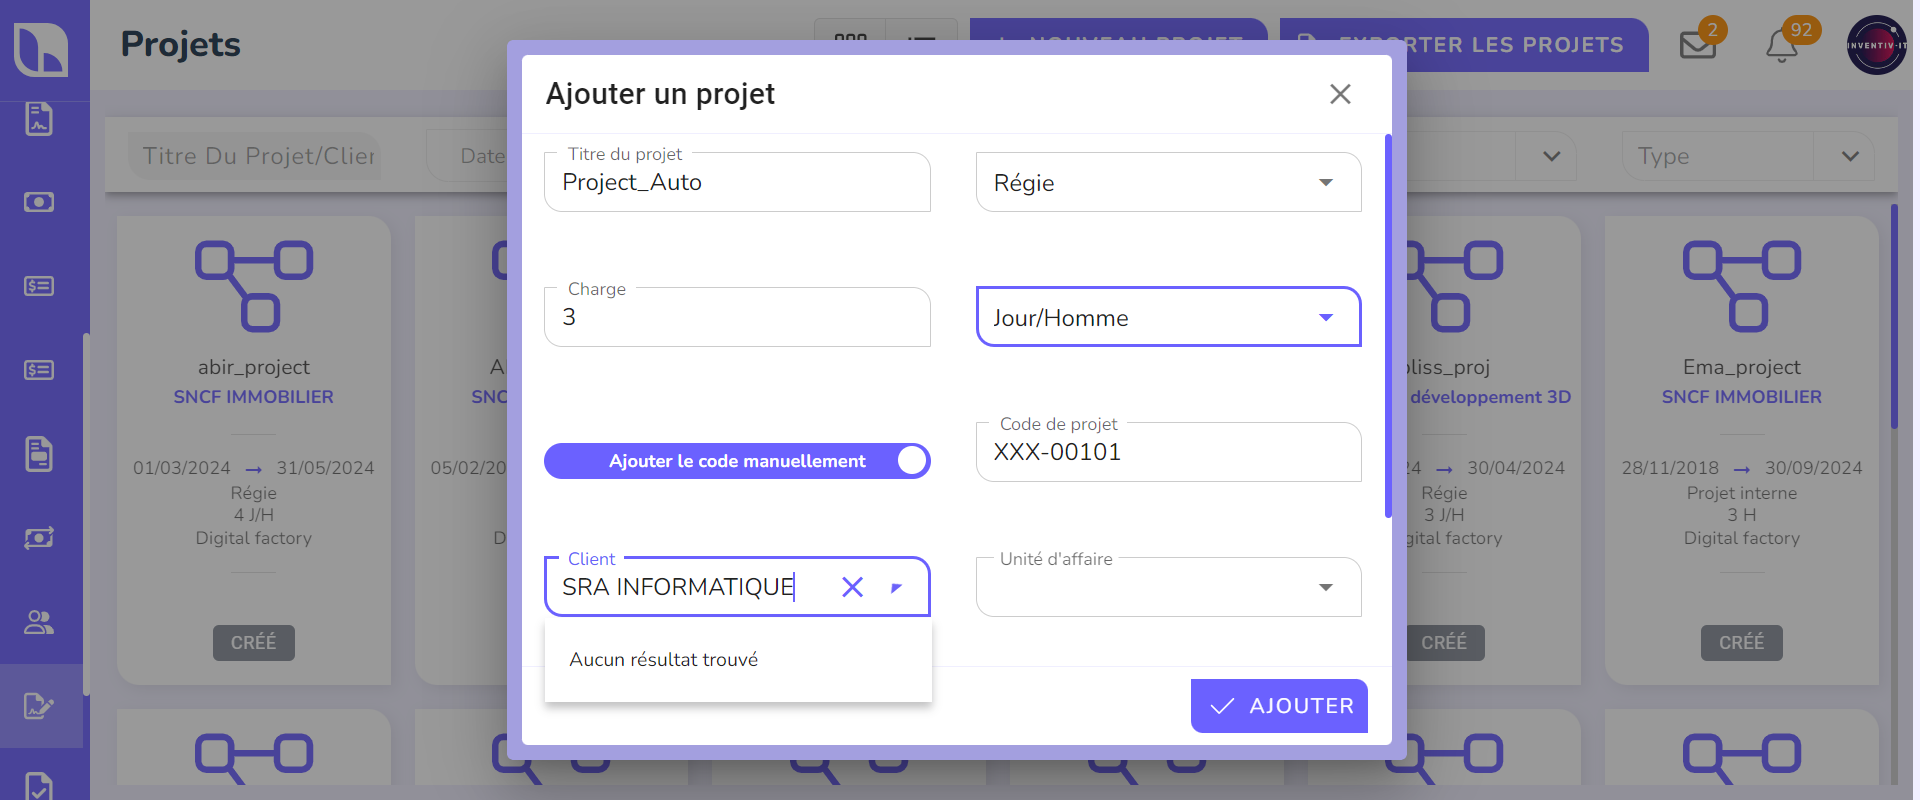 Projets
NOUVEAU PROJET
EXPORTER LES PROJETS
2
92
INVENTIV-IT
Titre Du Projet/Clier
Date
Type
Ajouter un projet
Titre du projet
Project_Auto
Régie
Charge
3
Jour/Homme
Ajouter le code manuellement
Code de projet
XXX-00101
Client
SRA INFORMATIQUE
Unité d'affaire
Aucun résultat trouvé
AJOUTER
abir_project
SNCF IMMOBILIER
01/03/2024 → 31/05/2024
Régie
4 J/H
Digital factory
CRÉÉ
A
SNC
05/02/20
D
oliss_proj
développement 3D
24 → 30/04/2024
Régie
3 J/H
gital factory
CRÉÉ
Ema_project
SNCF IMMOBILIER
28/11/2018 → 30/09/2024
Projet interne
3 H
Digital factory
CRÉÉ